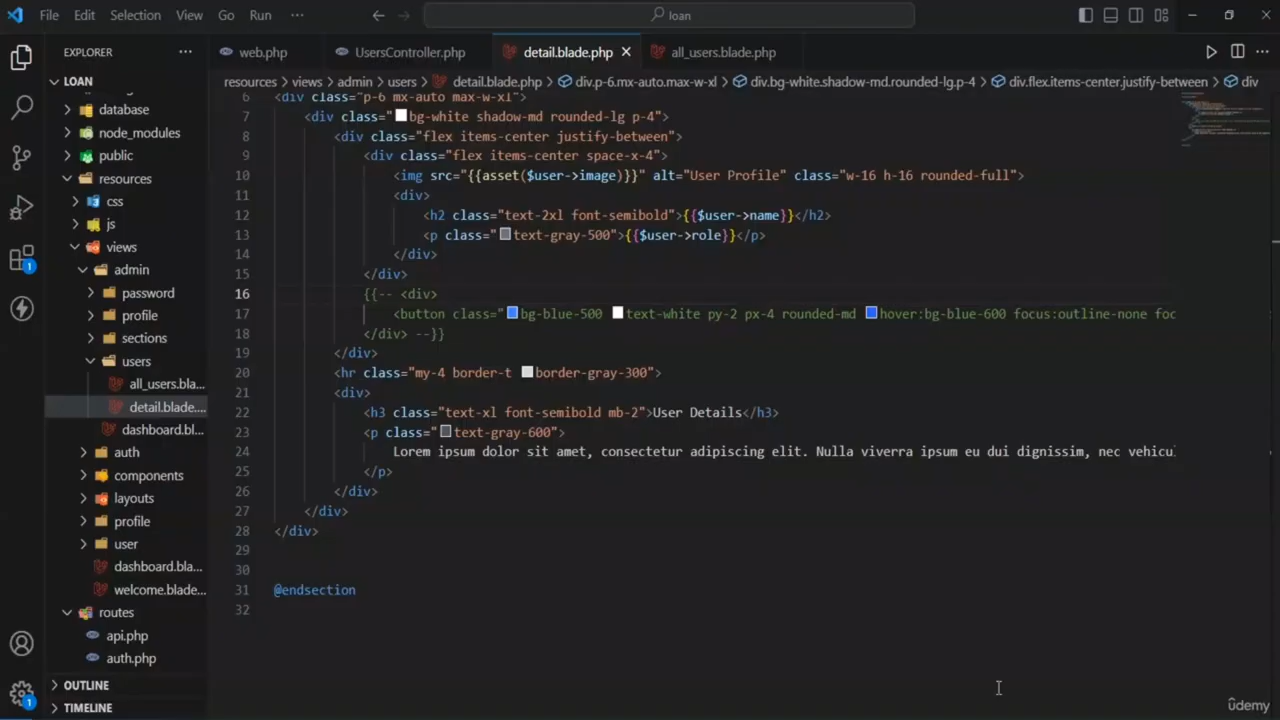 File Edit Selection View Go Run ··· loan
EXPLORER ···
web.php UsersController.php detail.blade.php all_users.blade.php ···
LOAN
resources > views > admin > users > detail.blade.php > div.p-6.mx-auto.max-w-xl > div.bg-white.shadow-md.rounded-lg.p-4 > div.flex.items-center.justify-between > div
database
node_modules
public
resources
css
js
views
admin
password
profile
sections
users
all_users.bla...
detail.blade....
dashboard.bl...
auth
components
layouts
profile
user
dashboard.bla...
welcome.blade...
routes
api.php
auth.php
OUTLINE
TIMELINE
1
1
6 <div class="p-6 mx-auto max-w-xl">
7 <div class="bg-white shadow-md rounded-lg p-4">
8 <div class="flex items-center justify-between">
9 <div class="flex items-center space-x-4">
10 <img src="{{asset($user->image)}}" alt="User Profile" class="w-16 h-16 rounded-full">
11 <div>
12 <h2 class="text-2xl font-semibold">{{$user->name}}</h2>
13 <p class="text-gray-500">{{$user->role}}</p>
14 </div>
15 </div>
16 {{-- <div>
17 <button class="bg-blue-500 text-white py-2 px-4 rounded-md hover:bg-blue-600 focus:outline-none foc
18 </div> --}}
19 </div>
20 <hr class="my-4 border-t border-gray-300">
21 <div>
22 <h3 class="text-xl font-semibold mb-2">User Details</h3>
23 <p class="text-gray-600">
24 Lorem ipsum dolor sit amet, consectetur adipiscing elit. Nulla viverra ipsum eu dui dignissim, nec vehicul
25 </p>
26 </div>
27 </div>
28 </div>
29
30
31 @endsection
32
ûdemy